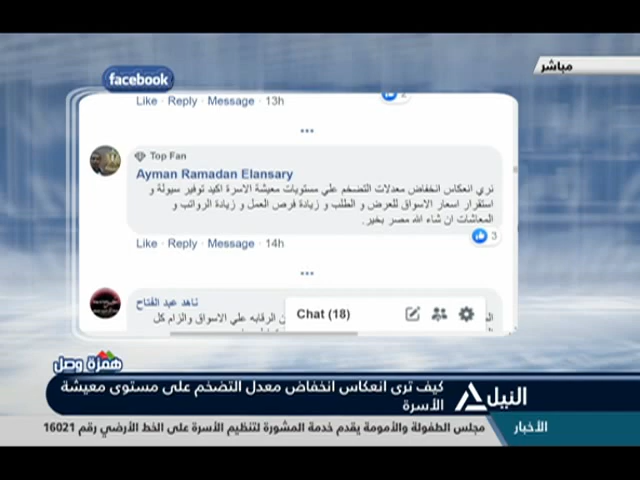 مباشر
facebook
Like · Reply · Message · 13h
2
Top Fan
Ayman Ramadan Elansary
نري انعكاس انخفاض معدلات التضخم علي مستويات معيشة الاسرة اكيد توفير سيولة و
استقرار اسعار الاسواق للعرض و الطلب و زيادة فرص العمل و زيادة الرواتب و
المعاشات ان شاء الله مصر بخير.
3
Like · Reply · Message · 14h
ناهد عبد الفتاح
الرقابه علي الاسواق والزام كل
Chat (18)
همزة وصل
كيف ترى انعكاس انخفاض معدل التضخم على مستوى معيشة
الأسرة
النيل
الأخبار
مجلس الطفولة والأمومة يقدم خدمة المشورة لتنظيم الأسرة على الخط الأرضي رقم 16021